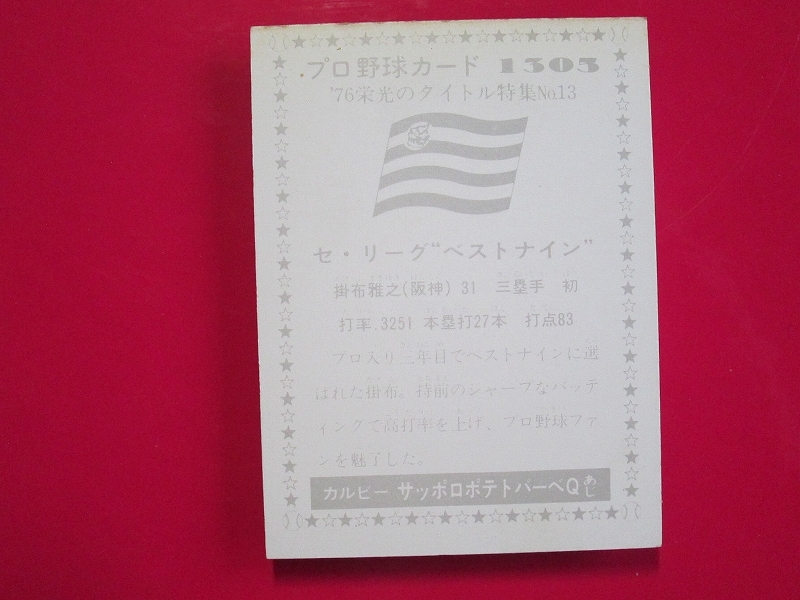 プロ野球カード 1303
'76栄光のタイトル特集No.13
セ・リーグ“ベストナイン”
掛布雅之(阪神) 31 三塁手 初
打率.3251 本塁打27本 打点83
プロ入り三年目でベストナインに選
ばれた掛布。持前のシャープなバッテ
ィングで高打率を上げ、プロ野球ファ
ンを魅了した。
カルビー サッポロポテトバーベQあじ